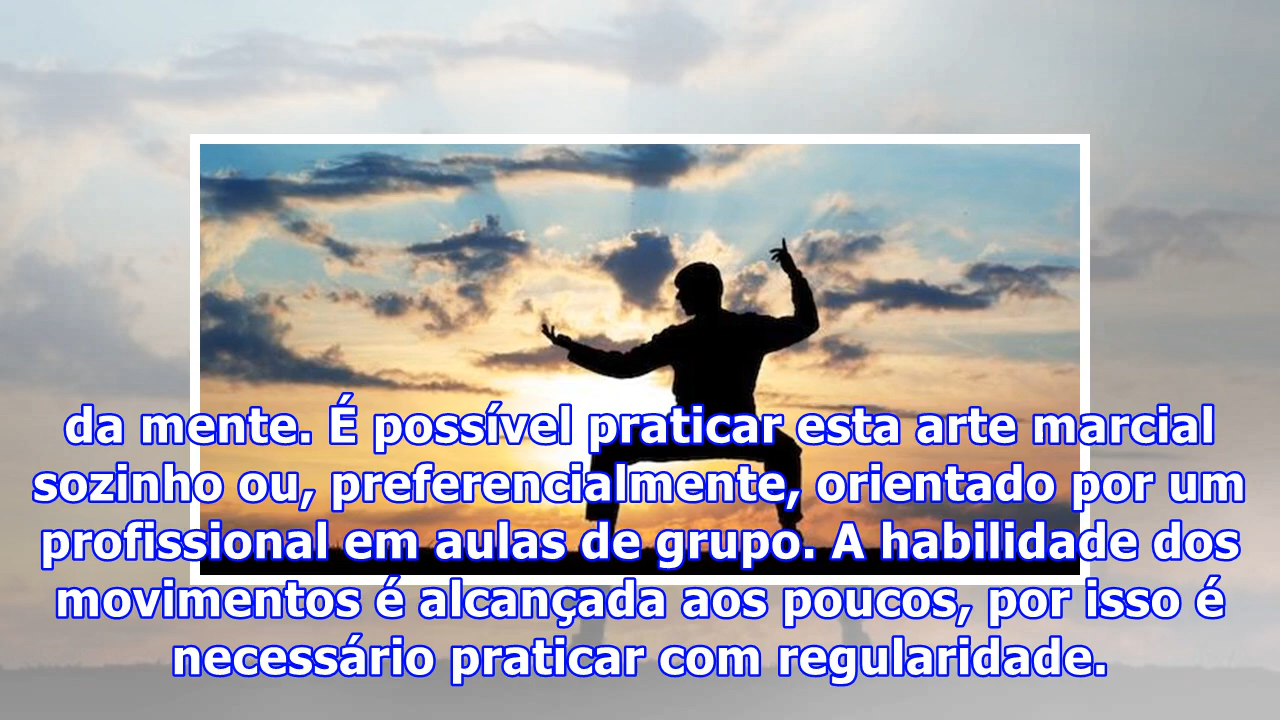 da mente. É possível praticar esta arte marcial
sozinho ou, preferencialmente, orientado por um
profissional em aulas de grupo. A habilidade dos
movimentos é alcançada aos poucos, por isso é
necessário praticar com regularidade.